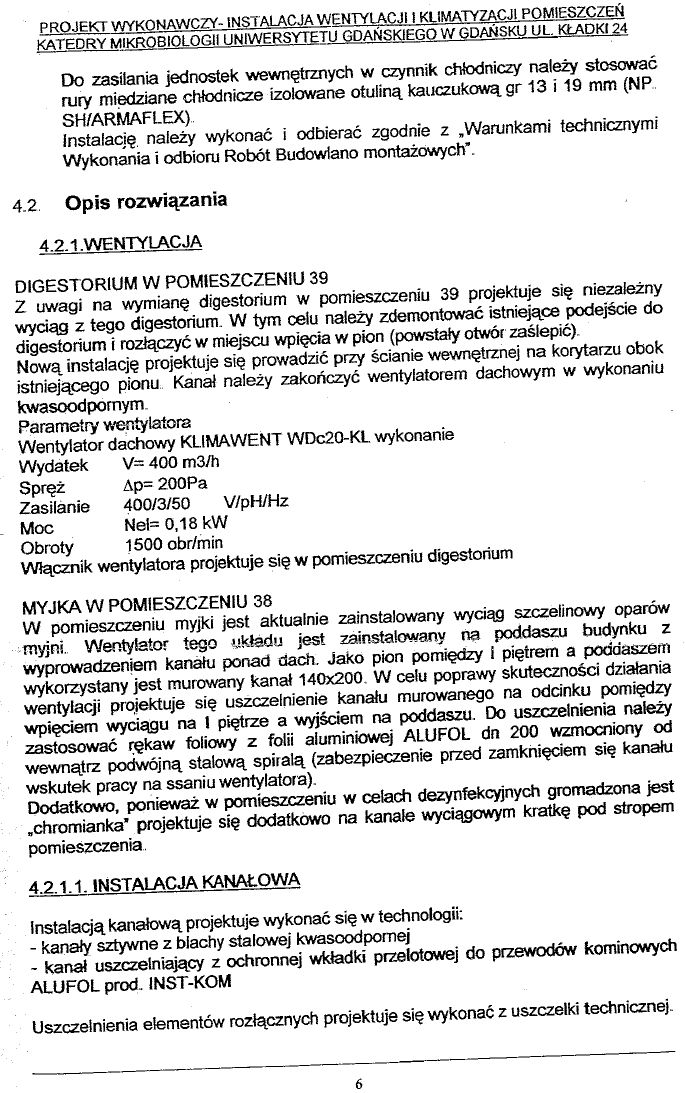 PROJEKT WYKONAWCZY- INSTALACJA WENTYLACJI I KLIMATYZACJI POMIESZCZEŃ
KATEDRY MIKROBIOLOGII UNIWERSYTETU GDAŃSKIEGO W GDAŃSKU UL. KŁADKI 24
Do zasilania jednostek wewnętrznych w czynnik chłodniczy należy stosować
rury miedziane chłodnicze izolowane otuliną kauczukową gr 13 i 19 mm (NP.
SH/ARMAFLEX).
Instalację należy wykonać i odbierać zgodnie z „Warunkami technicznymi
Wykonania i odbioru Robót Budowlano montażowych".
4.2. Opis rozwiązania
4.2.1.WENTYLACJA
DIGESTORIUM W POMIESZCZENIU 39
Z uwagi na wymianę digestorium w pomieszczeniu 39 projektuje się niezależny
wyciąg z tego digestorium. W tym celu należy zdemontować istniejące podejście do
digestorium i rozłączyć w miejscu wpięcia w pion (powstały otwór zaślepić).
Nową instalację projektuje się prowadzić przy ścianie wewnętrznej na korytarzu obok
istniejącego pionu. Kanał należy zakończyć wentylatorem dachowym w wykonaniu
kwasoodpornym.
Parametry wentylatora
Wentylator dachowy KLIMAWENT WDc20-KL wykonanie
Wydatek V= 400 m3/h
Spręż Δp= 200Pa
Zasilanie 400/3/50 V/pH/Hz
Moc Nel= 0,18 kW
Obroty 1500 obr/min
Włącznik wentylatora projektuje się w pomieszczeniu digestorium
MYJKA W POMIESZCZENIU 38
W pomieszczeniu myjki jest aktualnie zainstalowany wyciąg szczelinowy oparów
myjni. Wentylator tego układu jest zainstalowany na poddaszu budynku z
wyprowadzeniem kanału ponad dach. Jako pion pomiędzy I piętrem a poddaszem
wykorzystany jest murowany kanał 140x200. W celu poprawy skuteczności działania
wentylacji projektuje się uszczelnienie kanału murowanego na odcinku pomiędzy
wpięciem wyciągu na I piętrze a wyjściem na poddaszu. Do uszczelnienia należy
zastosować rękaw foliowy z folii aluminiowej ALUFOL dn 200 wzmocniony od
wewnątrz podwójną stalową spiralą (zabezpieczenie przed zamknięciem się kanału
wskutek pracy na ssaniu wentylatora).
Dodatkowo, ponieważ w pomieszczeniu w celach dezynfekcyjnych gromadzona jest
„chromianka" projektuje się dodatkowo na kanale wyciągowym kratkę pod stropem
pomieszczenia.
4.2.1.1. INSTALACJA KANAŁOWA
Instalacją kanałową projektuje wykonać się w technologii:
- kanały sztywne z blachy stalowej kwasoodpornej
- kanał uszczelniający z ochronnej wkładki przelotowej do przewodów kominowych
ALUFOL prod. INST-KOM
Uszczelnienia elementów rozłącznych projektuje się wykonać z uszczelki technicznej.
6